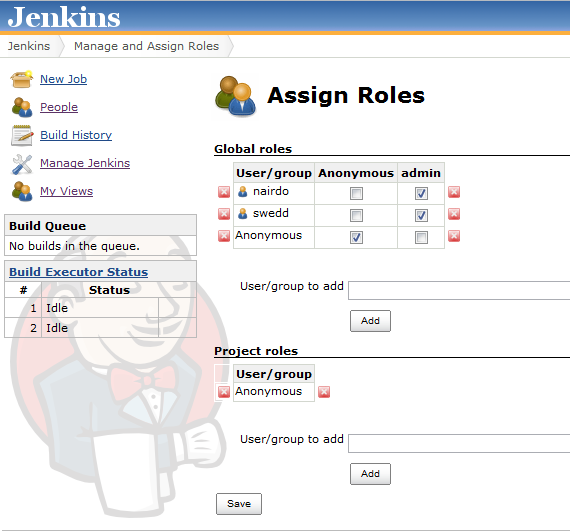 Jenkins
Jenkins Manage and Assign Roles
New Job
People
Build History
Manage Jenkins
My Views
Build Queue
No builds in the queue.
Build Executor Status
# Status
1 Idle
2 Idle
Assign Roles
Global roles
User/group Anonymous admin
nairdo
swedd
Anonymous
User/group to add
Add
Project roles
User/group
Anonymous
User/group to add
Add
Save